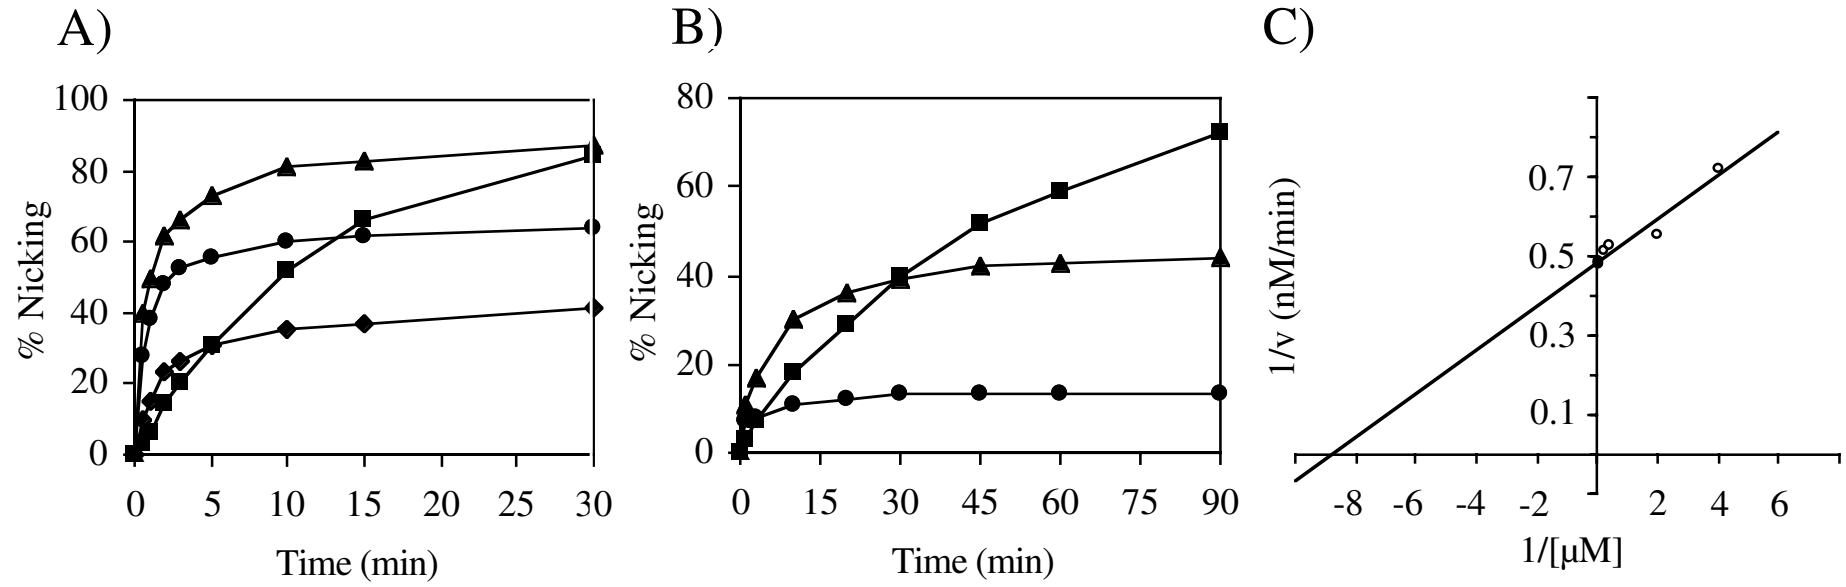 A)
100
80
60
40
20
0
% Nicking
0 5 10 15 20 25 30
Time (min)
B)
80
60
40
20
0
% Nicking
0 15 30 45 60 75 90
Time (min)
C)
0.7
0.5
0.3
0.1
1/v (nM/min)
-8 -6 -4 -2 2 4 6
1/[µM]